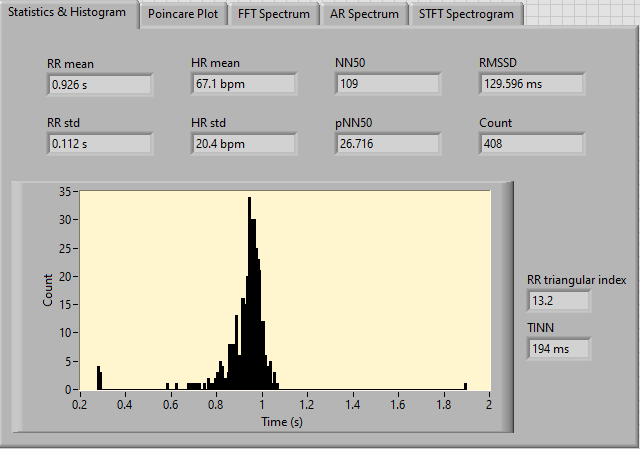 Statistics & Histogram
Poincare Plot
FFT Spectrum
AR Spectrum
STFT Spectrogram
RR mean
HR mean
NN50
RMSSD
0.926 s
67.1 bpm
109
129.596 ms
RR std
HR std
pNN50
Count
0.112 s
20.4 bpm
26.716
408
35
30
25
20
15
10
5
0
Count
0.2
0.4
0.6
0.8
1
1.2
1.4
1.6
1.8
2
Time (s)
RR triangular index
13.2
TINN
194 ms